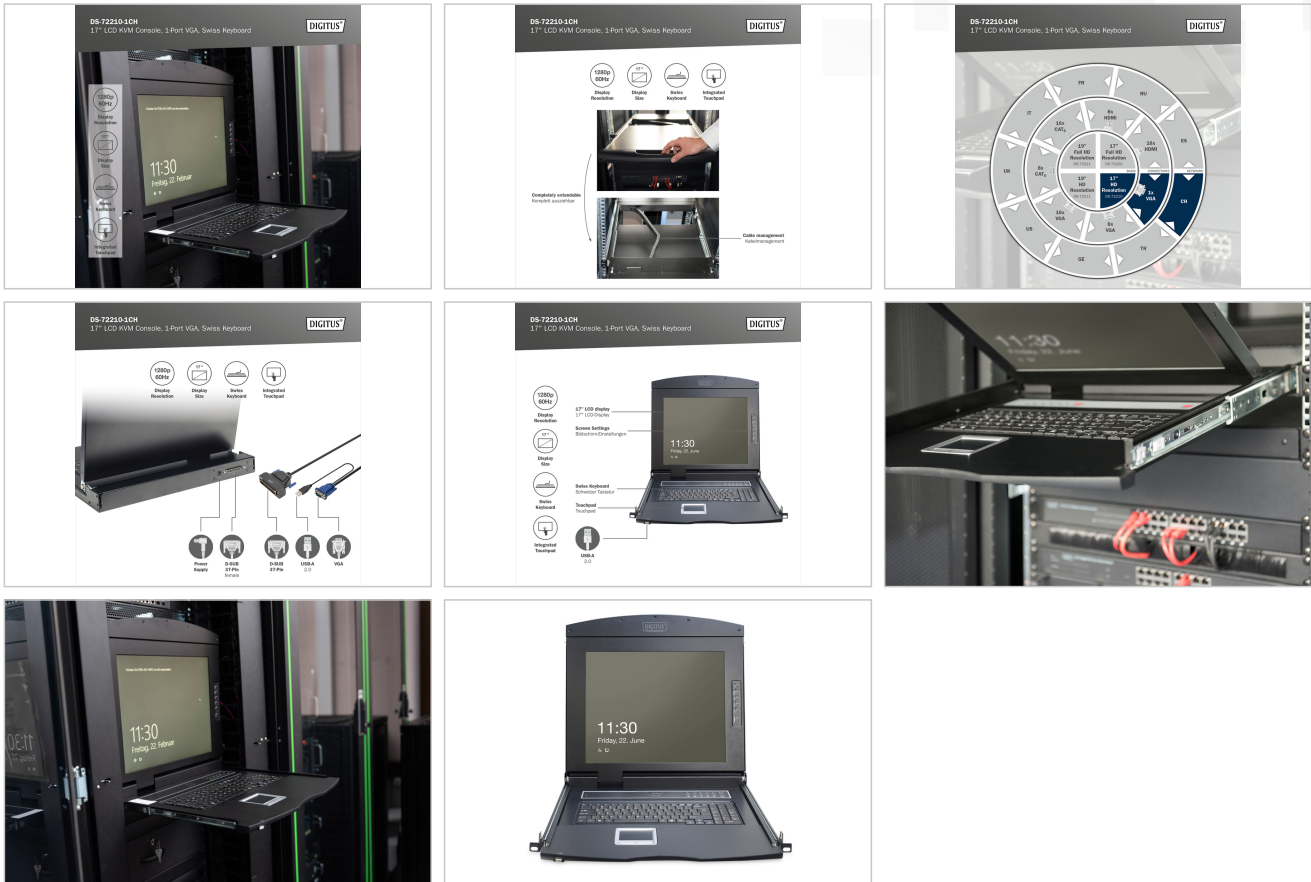 DS-72210-1CH
17" LCD KVM Console, 1-Port VGA, Swiss Keyboard
DIGITUS®
1280p
60Hz
Display
Resolution
17"
Display
Size
Swiss
Keyboard
Integrated
Touchpad
11:30
Freitag, 22. Februar
DS-72210-1CH
17" LCD KVM Console, 1-Port VGA, Swiss Keyboard
DIGITUS®
1280p
60Hz
Display
Resolution
17"
Display
Size
Swiss
Keyboard
Integrated
Touchpad
Completely extendable
Komplett ausziehbar
Cable management
Kabelmanagement
DS-72210-1CH
17" LCD KVM Console, 1-Port VGA, Swiss Keyboard
DIGITUS®
FR
RU
IT
EN
UK
CH
US
TR
GE
16x
CAT5
8x
HDMI
16x
HDMI
8x
CAT5
1x
VGA
16x
VGA
8x
VGA
19"
Full HD
Resolution
17"
Full HD
Resolution
19"
HD
Resolution
17"
HD
Resolution
DS-72210-1CH
17" LCD KVM Console, 1-Port VGA, Swiss Keyboard
DIGITUS®
1280p
60Hz
Display
Resolution
17"
Display
Size
Swiss
Keyboard
Integrated
Touchpad
Power
Supply
D-SUB
37-Pin
female
D-SUB
37-Pin
USB-A
2.0
VGA
DS-72210-1CH
17" LCD KVM Console, 1-Port VGA, Swiss Keyboard
DIGITUS®
1280p
60Hz
Display
Resolution
17"
Display
Size
Swiss
Keyboard
Integrated
Touchpad
17" LCD display
17" LCD-Display
Screen Settings
Bildschirm-Einstellungen
Swiss Keyboard
Schweizer Tastatur
Touchpad
Touchpad
USB-A
2.0
11:30
Friday, 22. June
11:30
Friday, 22. June
11:30
Freitag, 22. Februar
DIGITUS
11:30
Friday, 22. June